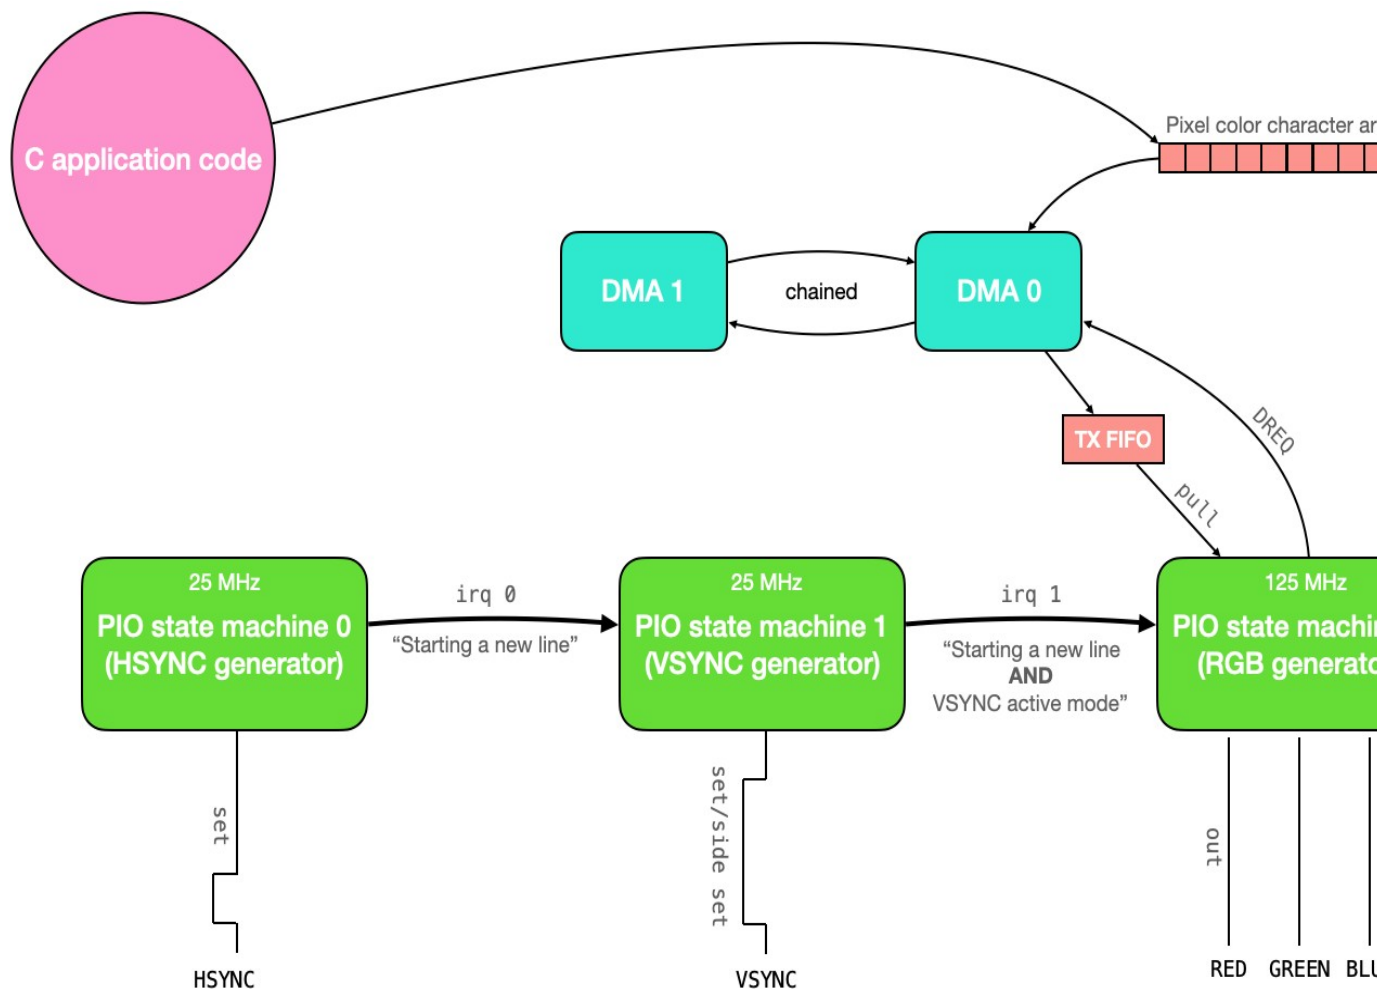 C application code
Pixel color character ar
DMA 1
chained
DMA 0
DREQ
TX FIFO
pull
25 MHz
PIO state machine 0
(HSYNC generator)
irq 0
“Starting a new line”
25 MHz
PIO state machine 1
(VSYNC generator)
irq 1
“Starting a new line
AND
VSYNC active mode”
125 MHz
PIO state machin
(RGB generato
set
set/side set
out
HSYNC
VSYNC
RED
GREEN
BLU